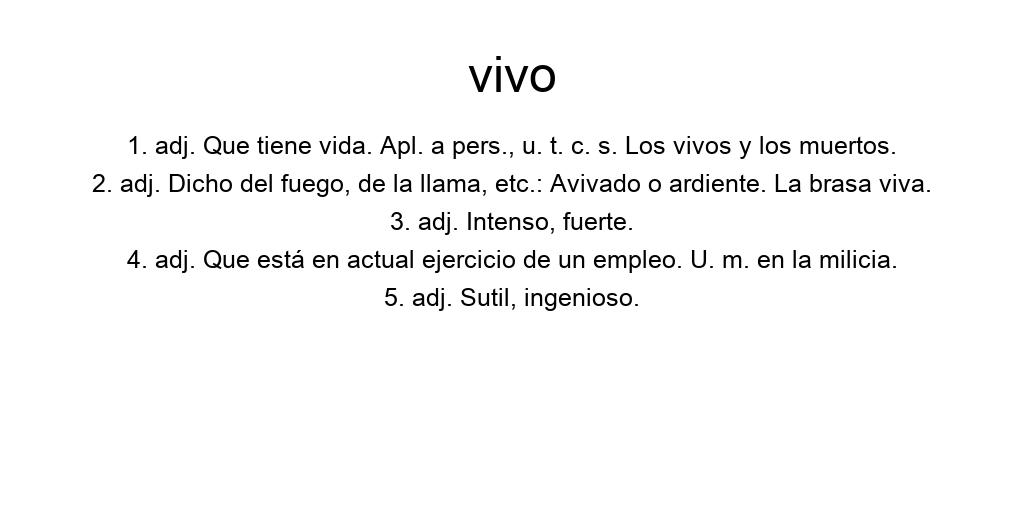 vivo
1. adj. Que tiene vida. Apl. a pers., u. t. c. s. Los vivos y los muertos.
2. adj. Dicho del fuego, de la llama, etc.: Avivado o ardiente. La brasa viva.
3. adj. Intenso, fuerte.
4. adj. Que está en actual ejercicio de un empleo. U. m. en la milicia.
5. adj. Sutil, ingenioso.